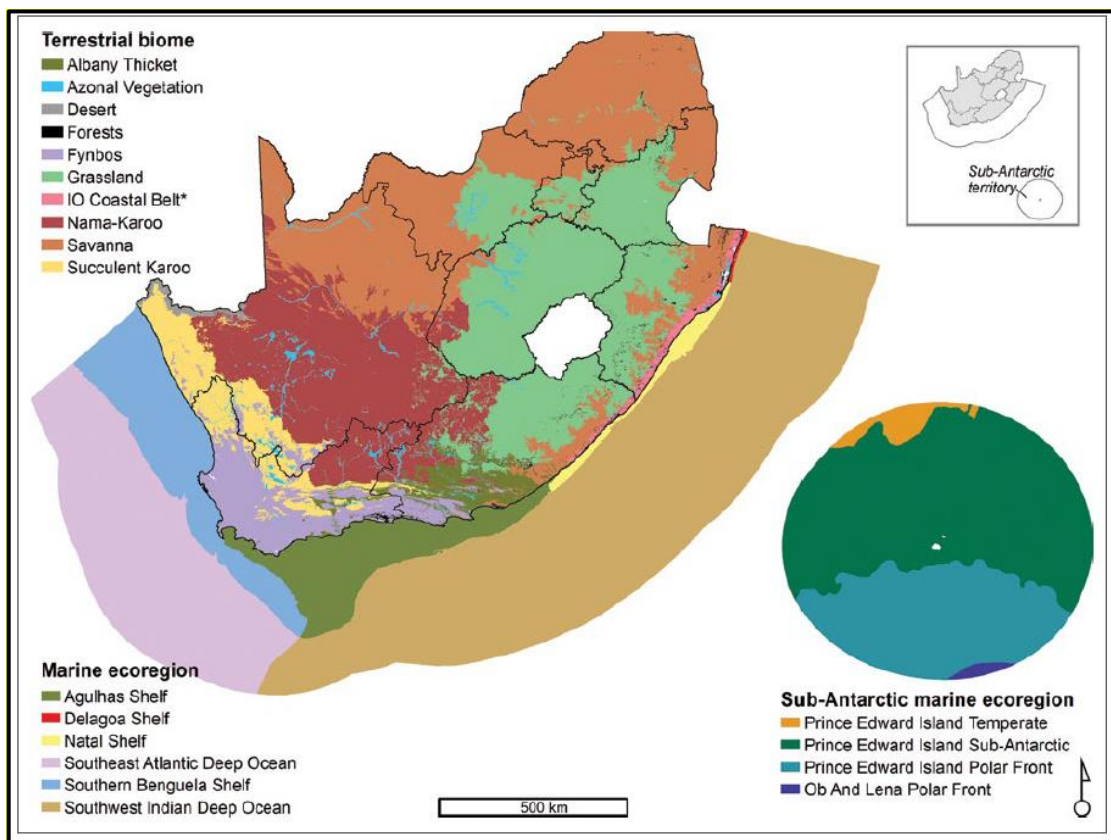 Terrestrial biome
Albany Thicket
Azonal Vegetation
Desert
Forests
Fynbos
Grassland
IO Coastal Belt*
Nama-Karoo
Savanna
Succulent Karoo
Sub-Antarctic
territory
Marine ecoregion
Agulhas Shelf
Delagoa Shelf
Natal Shelf
Southeast Atlantic Deep Ocean
Southern Benguela Shelf
Southwest Indian Deep Ocean
500 km
Sub-Antarctic marine ecoregion
Prince Edward Island Temperate
Prince Edward Island Sub-Antarctic
Prince Edward Island Polar Front
Ob And Lena Polar Front